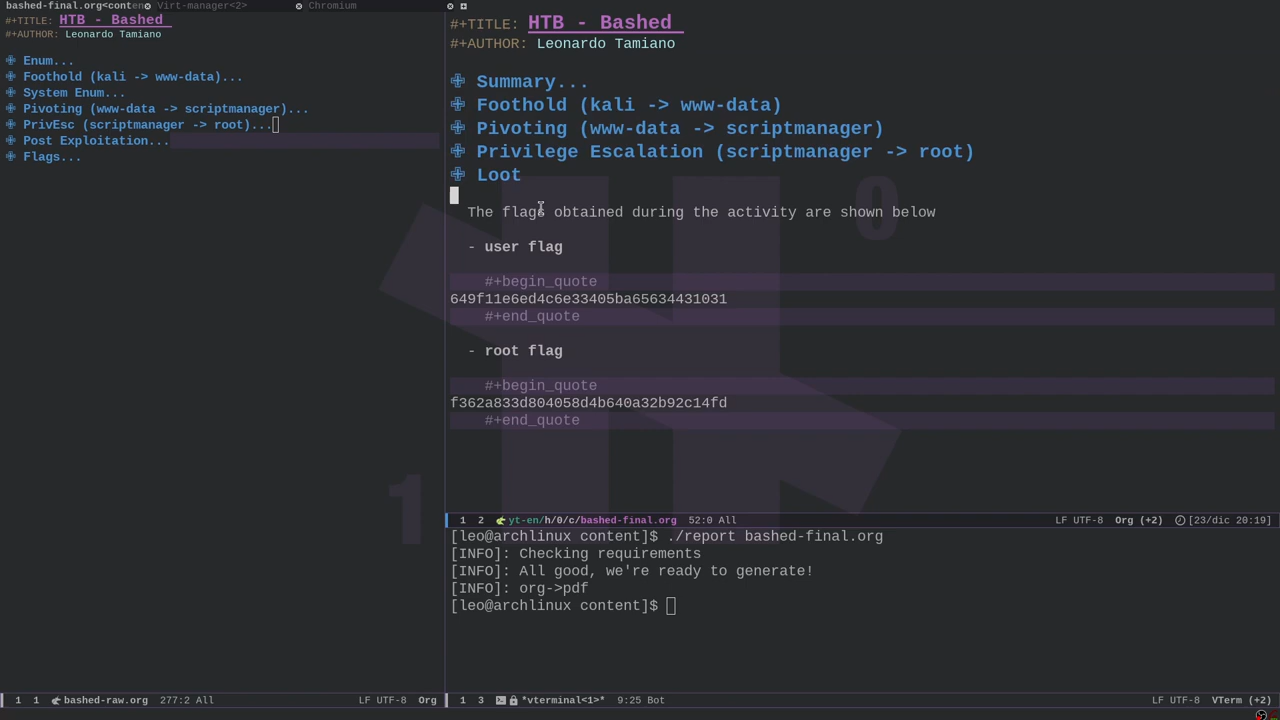 bashed-final.org<conten
Virt-manager<2>
Chromium
#+TITLE: HTB - Bashed
#+AUTHOR: Leonardo Tamiano
Enum...
Foothold (kali -> www-data)...
System Enum...
Pivoting (www-data -> scriptmanager)...
PrivEsc (scriptmanager -> root)...
Post Exploitation...
Flags...
1 1 bashed-raw.org 277:2 All LF UTF-8 Org
#+TITLE: HTB - Bashed
#+AUTHOR: Leonardo Tamiano
Summary...
Foothold (kali -> www-data)
Pivoting (www-data -> scriptmanager)
Privilege Escalation (scriptmanager -> root)
Loot
The flags obtained during the activity are shown below
- user flag
#+begin_quote
649f11e6ed4c6e33405ba65634431031
#+end_quote
- root flag
#+begin_quote
f362a833d804058d4b640a32b92c14fd
#+end_quote
0
1
1 2 yt-en/h/0/c/bashed-final.org 52:0 All LF UTF-8 Org (+2) [23/dic 20:19]
[leo@archlinux content]$ ./report bashed-final.org
[INFO]: Checking requirements
[INFO]: All good, we're ready to generate!
[INFO]: org->pdf
[leo@archlinux content]$
1 3 *vterminal<1>* 9:25 Bot LF UTF-8 VTerm (+2)